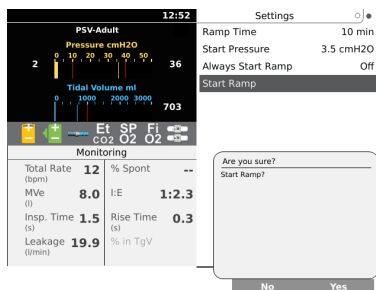 12:52
PSV-Adult
Pressure cmH2O
0 10 20 30 40 50
2 36
Tidal Volume ml
0 1000 2000 3000
703
Et CO2 SP O2 Fi O2
Monitoring
Total Rate (bpm) 12 % Spont --
MVe (l) 8.0 I:E 1:2.3
Insp. Time (s) 1.5 Rise Time (s) 0.3
Leakage (l/min) 19.9 % in TgV
Settings
Ramp Time 10 min
Start Pressure 3.5 cmH2O
Always Start Ramp Off
Start Ramp
Are you sure?
Start Ramp?
No Yes